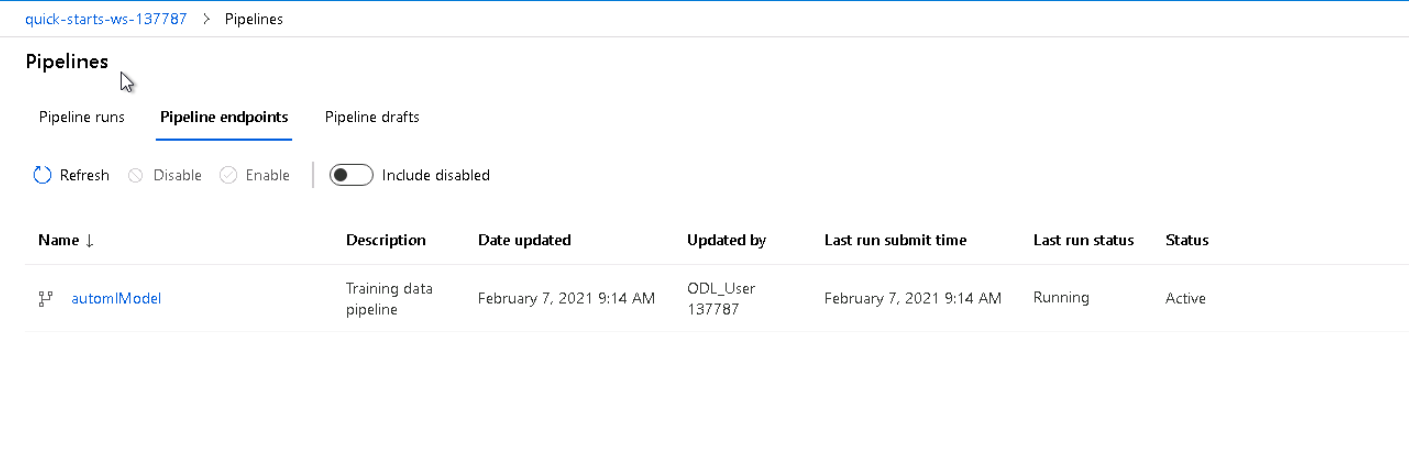 quick-starts-ws-137787 > Pipelines
Pipelines
Pipeline runs Pipeline endpoints Pipeline drafts
Refresh Disable Enable Include disabled
Name ↓ Description Date updated Updated by Last run submit time Last run status Status
automlModel Training data pipeline February 7, 2021 9:14 AM ODL_User 137787 February 7, 2021 9:14 AM Running Active